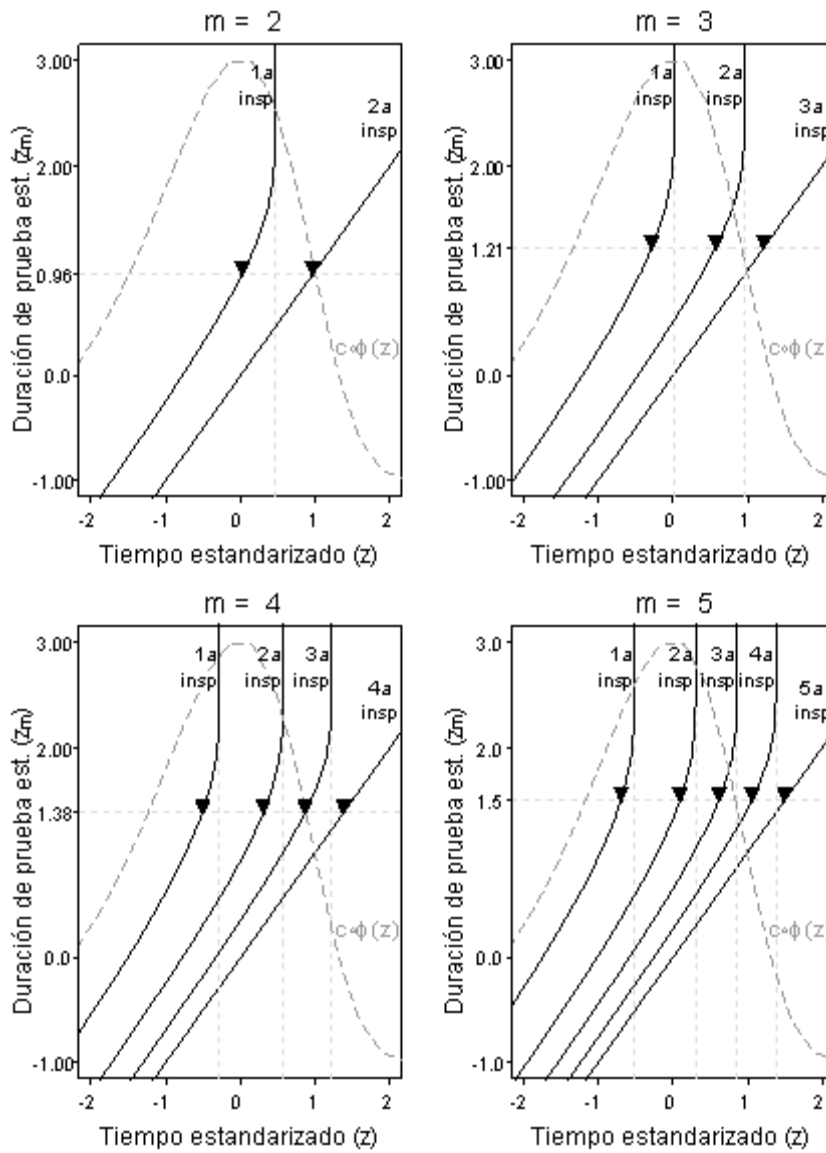 m = 2
3.00
2.00
0.96
0.0
-1.00
Duración de prueba est. (zm)
1a
insp
2a
insp
c∘ϕ(z)
-2 -1 0 1 2
Tiempo estandarizado (z)
m = 3
3.00
2.00
1.21
0.0
-1.00
Duración de prueba est. (zm)
1a
insp
2a
insp
3a
insp
c∘ϕ(z)
-2 -1 0 1 2
Tiempo estandarizado (z)
m = 4
3.00
2.00
1.38
0.0
-1.00
Duración de prueba est. (zm)
1a
insp
2a
insp
3a
insp
4a
insp
c∘ϕ(z)
-2 -1 0 1 2
Tiempo estandarizado (z)
m = 5
3.0
2.0
1.5
0.0
-1.0
Duración de prueba est. (zm)
1a
insp
2a
insp
3a
insp
4a
insp
5a
insp
c∘ϕ(z)
-2 -1 0 1 2
Tiempo estandarizado (z)